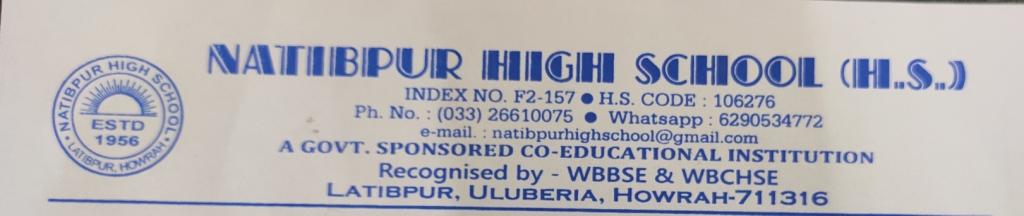 NATIBPUR HIGH SCHOOL (H.S.)
INDEX NO. F2-157 ● H.S. CODE : 106276
Ph. No. : (033) 26610075 ● Whatsapp : 6290534772
e-mail. : natibpurhighschool@gmail.com
A GOVT. SPONSORED CO-EDUCATIONAL INSTITUTION
Recognised by - WBBSE & WBCHSE
LATIBPUR, ULUBERIA, HOWRAH-711316
NATIBPUR HIGH SCHOOL
ESTD
1956
LATIBPUR, HOWRAH